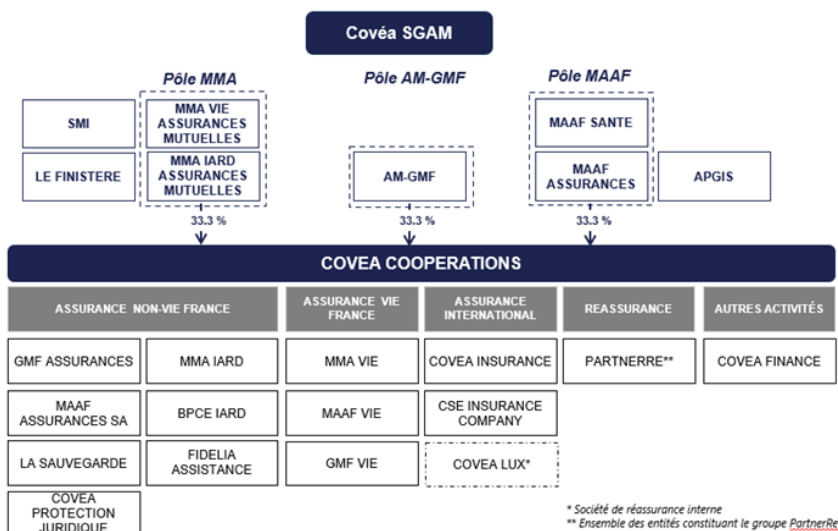 Covéa SGAM
Pôle MMA
Pôle AM-GMF
Pôle MAAF
SMI
MMA VIE
ASSURANCES
MUTUELLES
MAAF SANTE
LE FINISTERE
MMA IARD
ASSURANCES
MUTUELLES
AM-GMF
MAAF
ASSURANCES
APGIS
33.3 %
33.3 %
33.3 %
COVEA COOPERATIONS
ASSURANCE NON-VIE FRANCE
ASSURANCE VIE
FRANCE
ASSURANCE
INTERNATIONAL
REASSURANCE
AUTRES ACTIVITÉS
GMF ASSURANCES
MMA IARD
MMA VIE
COVEA INSURANCE
PARTNERRE**
COVEA FINANCE
MAAF
ASSURANCES SA
BPCE IARD
MAAF VIE
CSE INSURANCE
COMPANY
LA SAUVEGARDE
FIDELIA
ASSISTANCE
GMF VIE
COVEA LUX*
COVEA
PROTECTION
JURIDIQUE
* Société de réassurance interne
** Ensemble des entités constituant le groupe PartnerRe